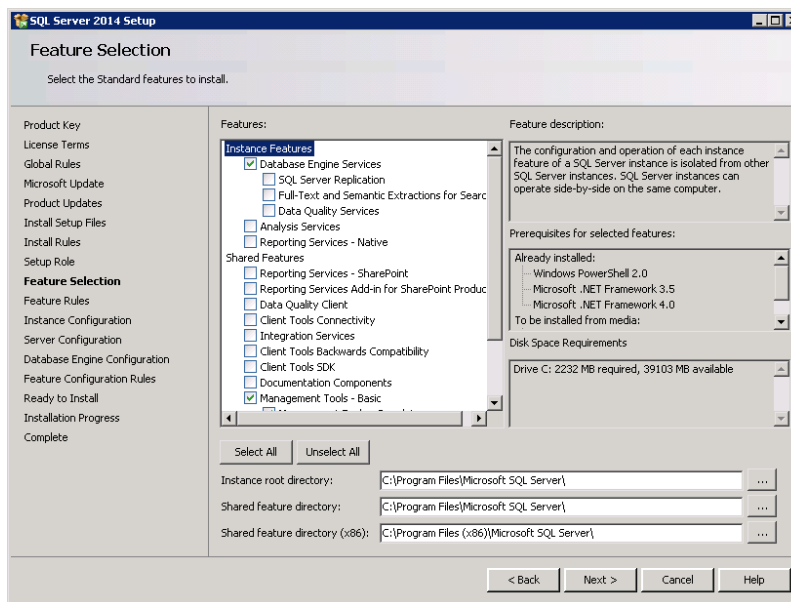 SQL Server 2014 Setup
Feature Selection
Select the Standard features to install.
Product Key
License Terms
Global Rules
Microsoft Update
Product Updates
Install Setup Files
Install Rules
Setup Role
Feature Selection
Feature Rules
Instance Configuration
Server Configuration
Database Engine Configuration
Feature Configuration Rules
Ready to Install
Installation Progress
Complete
Features:
Instance Features
Database Engine Services
SQL Server Replication
Full-Text and Semantic Extractions for Searc
Data Quality Services
Analysis Services
Reporting Services - Native
Shared Features
Reporting Services - SharePoint
Reporting Services Add-in for SharePoint Produc
Data Quality Client
Client Tools Connectivity
Integration Services
Client Tools Backwards Compatibility
Client Tools SDK
Documentation Components
Management Tools - Basic
Feature description:
The configuration and operation of each instance
feature of a SQL Server instance is isolated from other
SQL Server instances. SQL Server instances can
operate side-by-side on the same computer.
Prerequisites for selected features:
Already installed:
Windows PowerShell 2.0
Microsoft .NET Framework 3.5
Microsoft .NET Framework 4.0
To be installed from media:
Disk Space Requirements
Drive C: 2232 MB required, 39103 MB available
Select All
Unselect All
Instance root directory:
C:\Program Files\Microsoft SQL Server\
...
Shared feature directory:
C:\Program Files\Microsoft SQL Server\
...
Shared feature directory (x86):
C:\Program Files (x86)\Microsoft SQL Server\
...
< Back
Next >
Cancel
Help